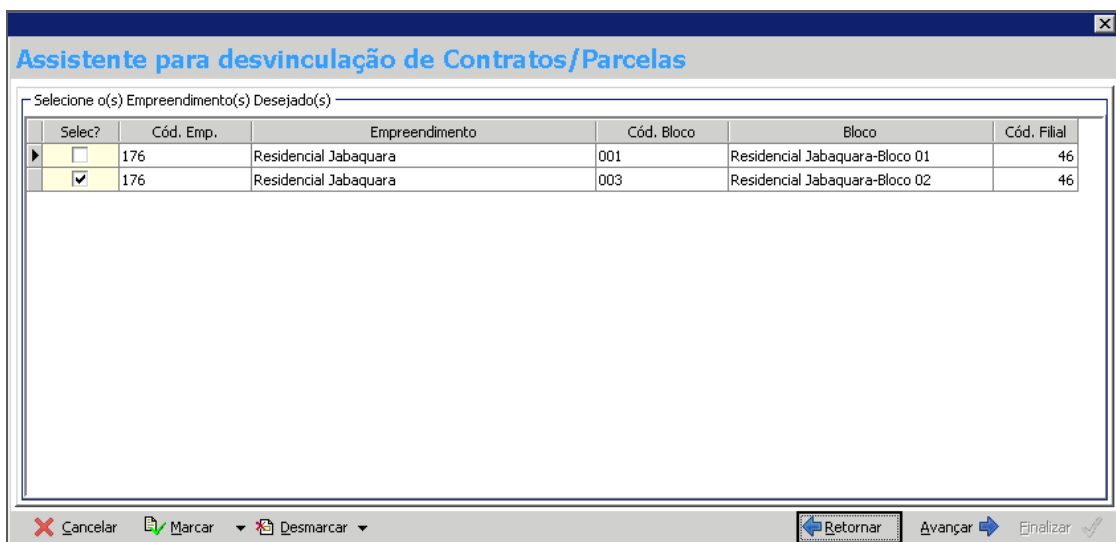 Assistente para desvinculação de Contratos/Parcelas
Selecione o(s) Empreendimento(s) Desejado(s)
Selec? Cód. Emp. Empreendimento Cód. Bloco Bloco Cód. Filial
176 Residencial Jabaquara 001 Residencial Jabaquara-Bloco 01 46
176 Residencial Jabaquara 003 Residencial Jabaquara-Bloco 02 46
Cancelar Marcar Desmarcar Retornar Avançar Finalizar